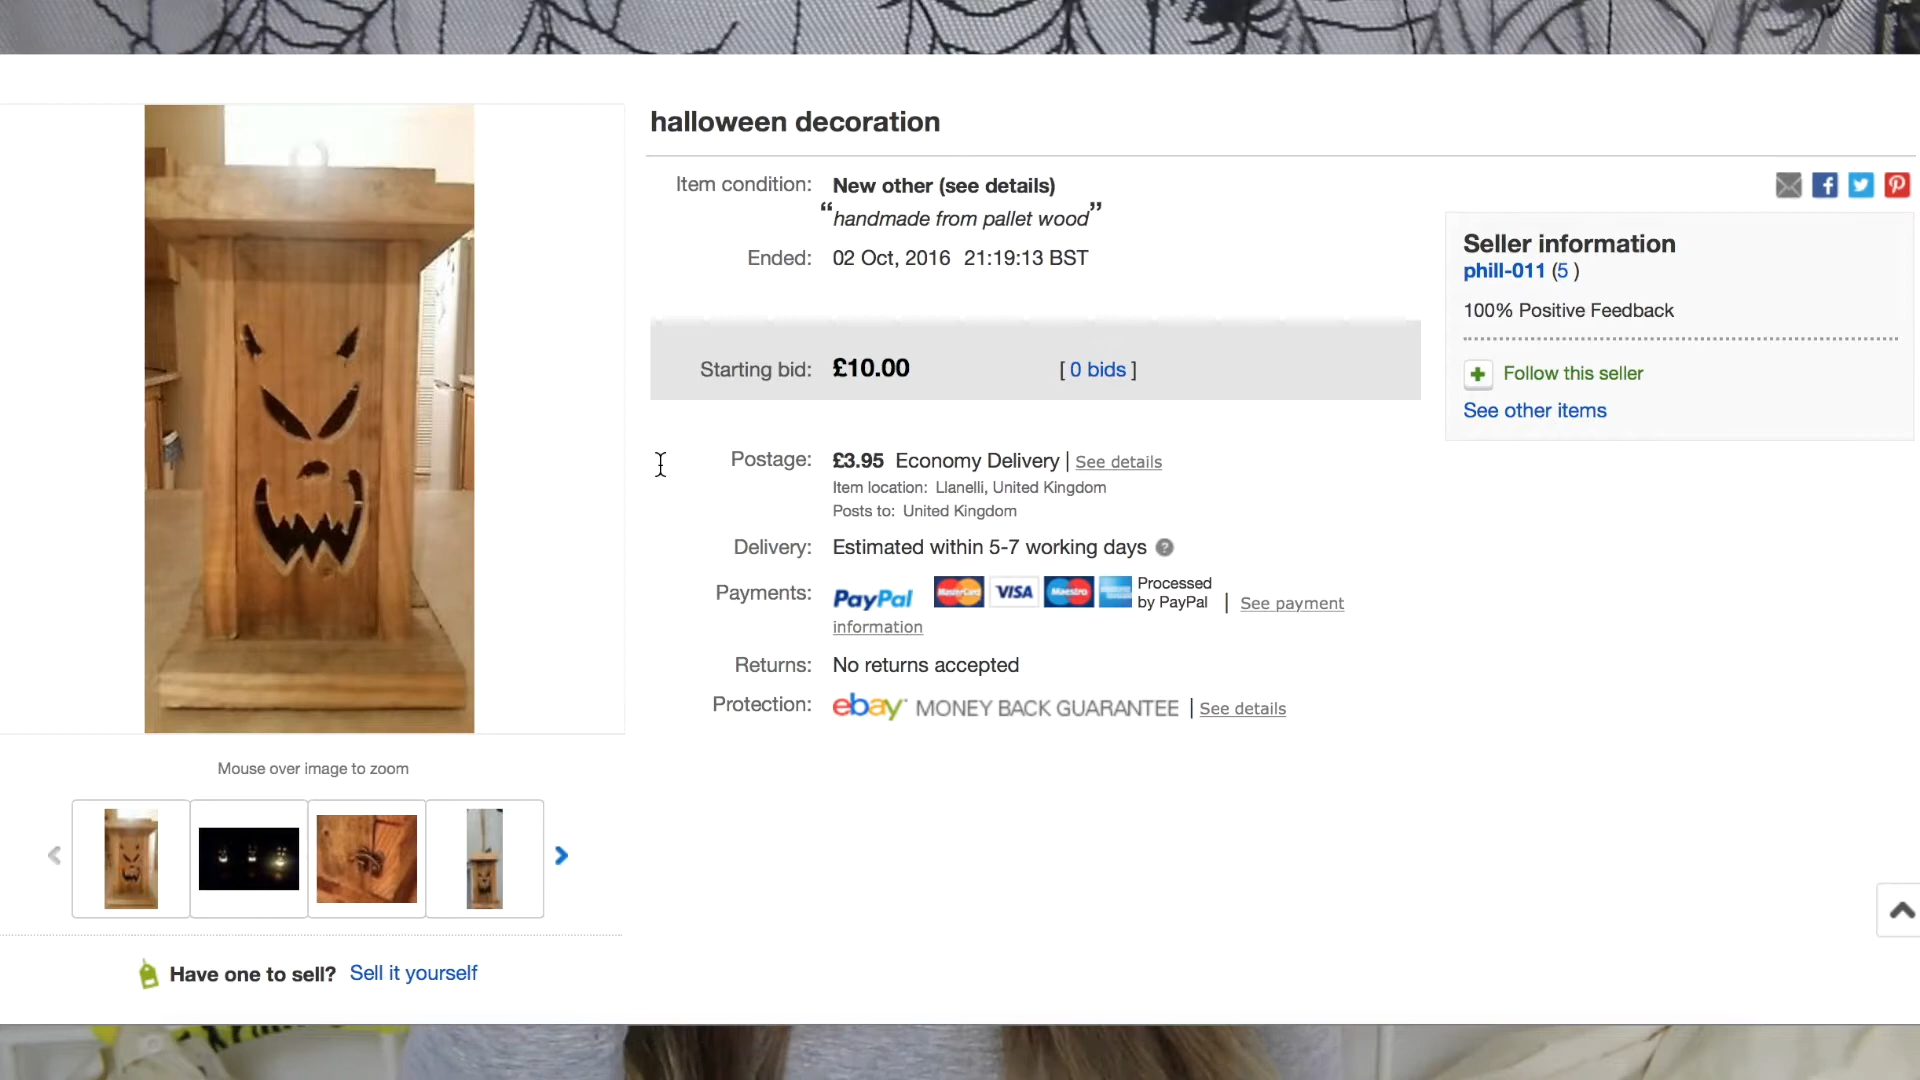 halloween decoration
Item condition: New other (see details)
“handmade from pallet wood”
Ended: 02 Oct, 2016 21:19:13 BST
Starting bid: £10.00 [ 0 bids ]
Postage: £3.95 Economy Delivery | See details
Item location: Llanelli, United Kingdom
Posts to: United Kingdom
Delivery: Estimated within 5-7 working days ?
Payments: PayPal MasterCard VISA Maestro Processed
by PayPal | See payment
information
Returns: No returns accepted
Protection: ebay MONEY BACK GUARANTEE | See details
Seller information
phill-011 (5 )
100% Positive Feedback
Follow this seller
See other items
Mouse over image to zoom
Have one to sell? Sell it yourself